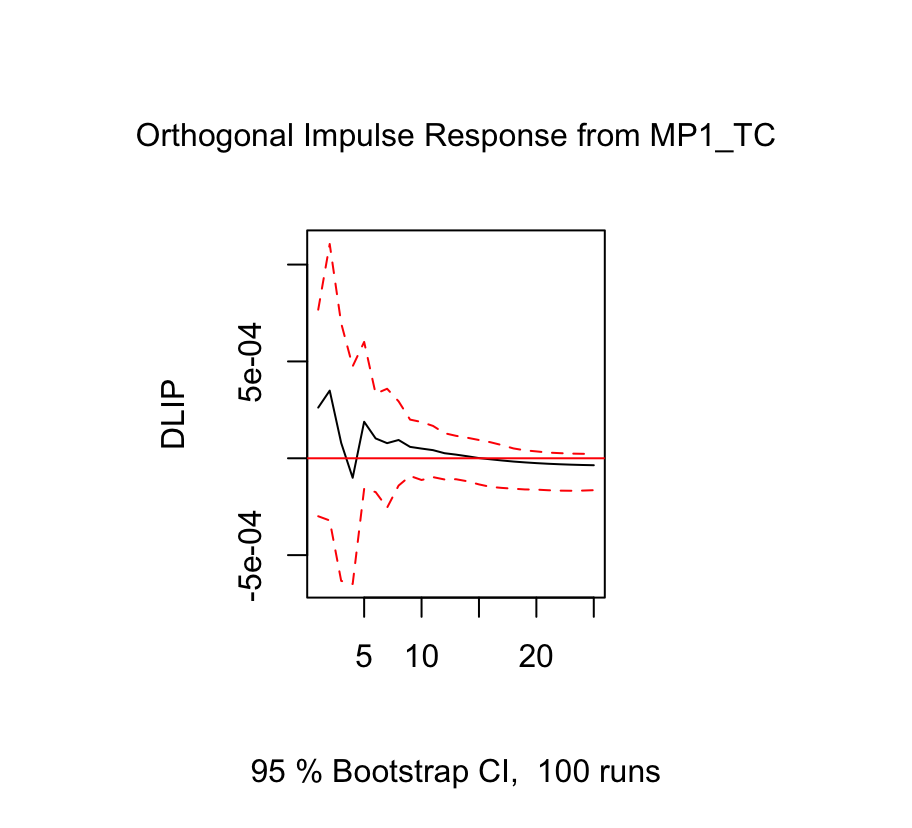 Orthogonal Impulse Response from MP1_TC
DLIP
5e-04
-5e-04
5 10 20
95 % Bootstrap CI,  100 runs